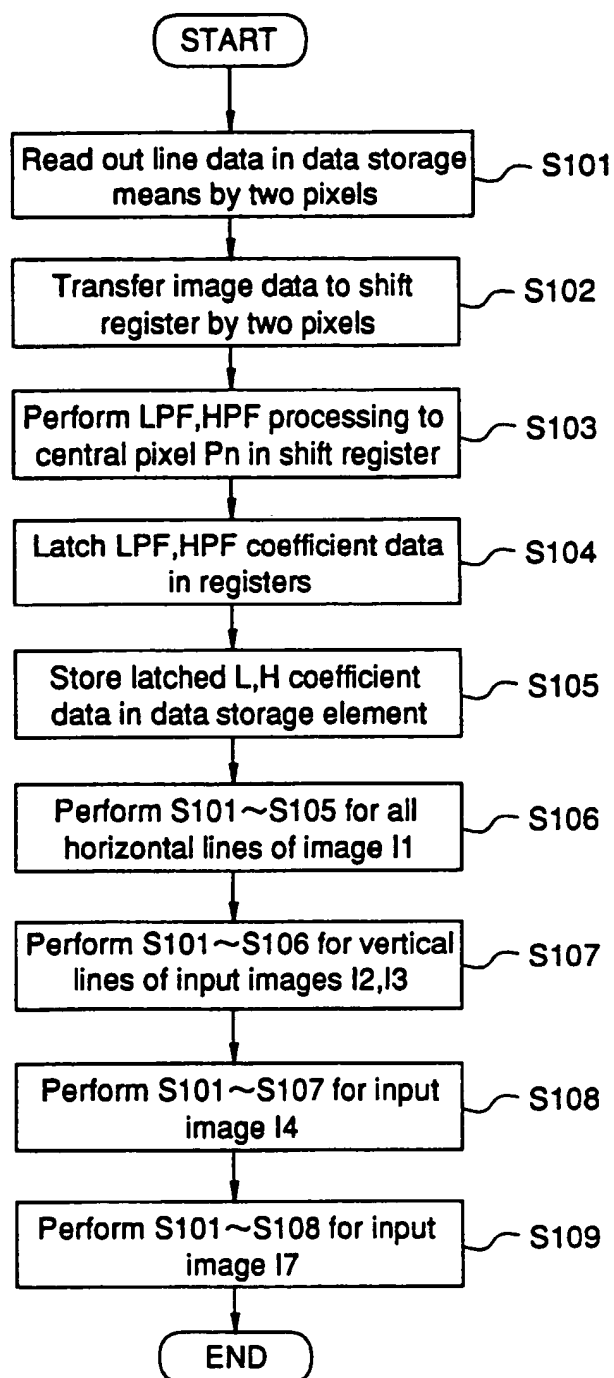 START
Read out line data in data storage
means by two pixels
S101
Transfer image data to shift
register by two pixels
S102
Perform LPF,HPF processing to
central pixel Pn in shift register
S103
Latch LPF,HPF coefficient data
in registers
S104
Store latched L,H coefficient
data in data storage element
S105
Perform S101~S105 for all
horizontal lines of image I1
S106
Perform S101~S106 for vertical
lines of input images I2,I3
S107
Perform S101~S107 for input
image I4
S108
Perform S101~S108 for input
image I7
S109
END